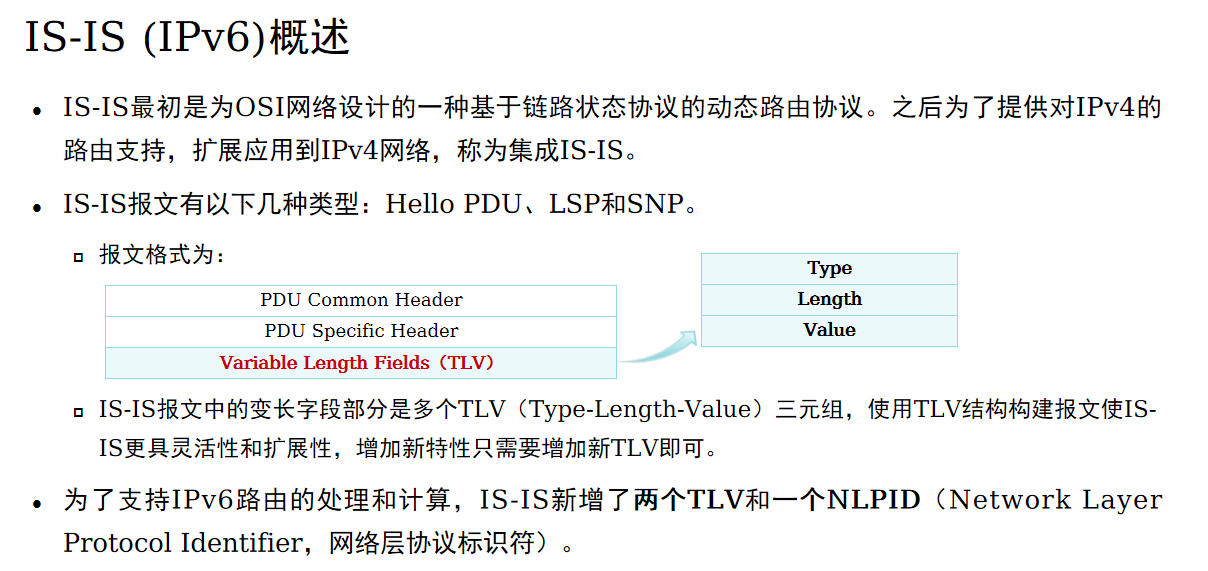 IS-IS (IPv6)概述
• IS-IS最初是为OSI网络设计的一种基于链路状态协议的动态路由协议。之后为了提供对IPv4的
路由支持，扩展应用到IPv4网络，称为集成IS-IS。
• IS-IS报文有以下几种类型：Hello PDU、LSP和SNP。
▫ 报文格式为：
PDU Common Header
PDU Specific Header
Variable Length Fields（TLV）
Type
Length
Value
▫ IS-IS报文中的变长字段部分是多个TLV（Type-Length-Value）三元组，使用TLV结构构建报文使IS-
IS更具灵活性和扩展性，增加新特性只需要增加新TLV即可。
• 为了支持IPv6路由的处理和计算，IS-IS新增了两个TLV和一个NLPID（Network Layer
Protocol Identifier，网络层协议标识符）。